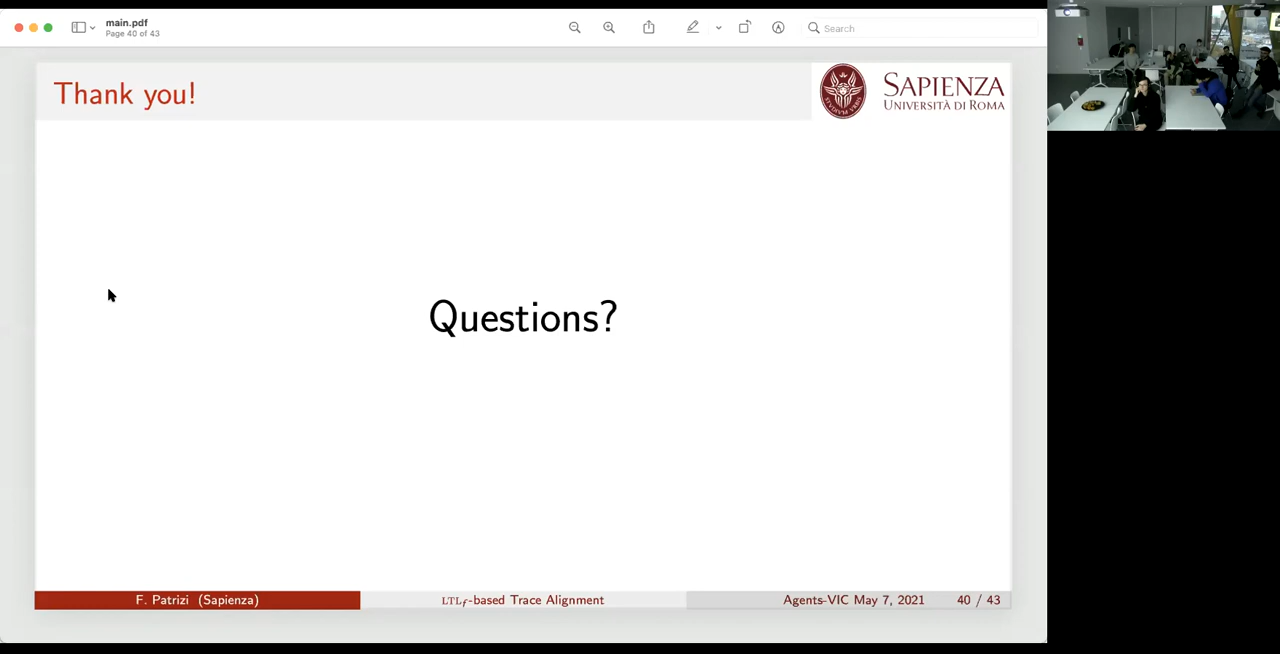 main.pdf
Page 40 of 43
Search
Thank you!
SAPIENZA
UNIVERSITÀ DI ROMA
Questions?
F. Patrizi (Sapienza)
LTLf-based Trace Alignment
Agents-VIC May 7, 2021
40 / 43